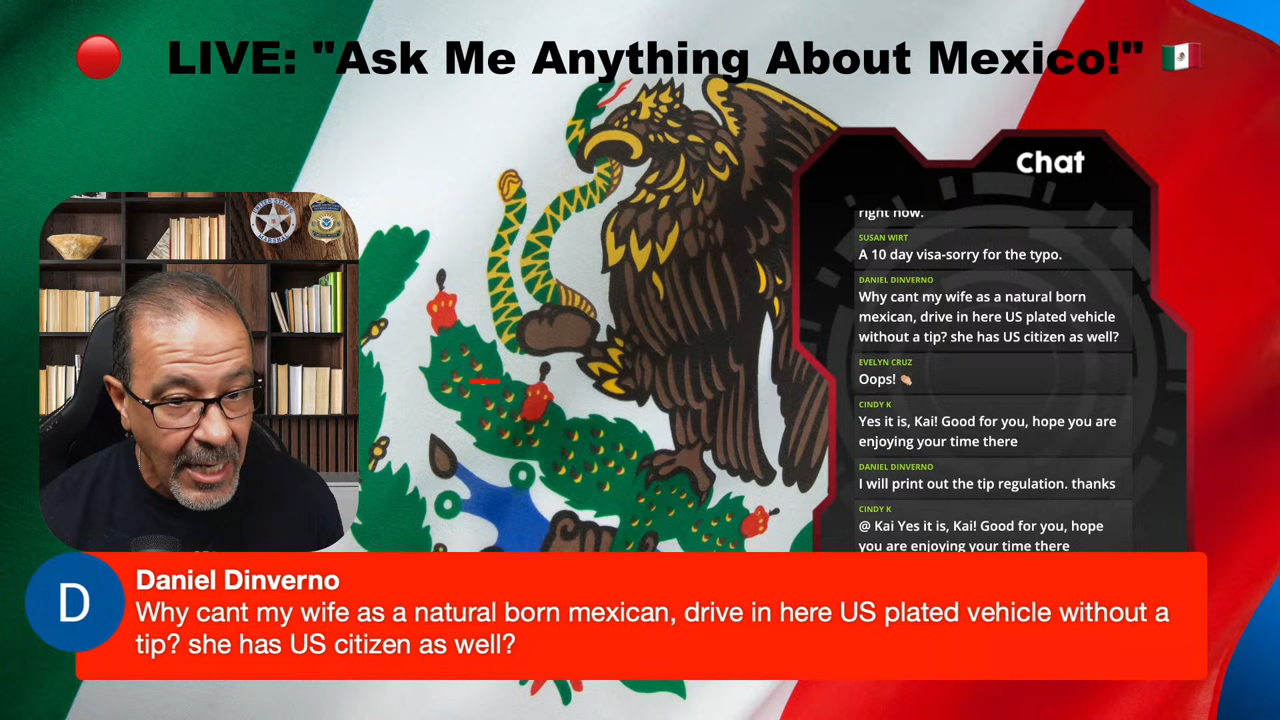 LIVE: "Ask Me Anything About Mexico!"
UNITED STATES
MARSHAL
Chat
right now.
SUSAN WIRT
A 10 day visa-sorry for the typo.
DANIEL DINVERNO
Why cant my wife as a natural born
mexican, drive in here US plated vehicle
without a tip? she has US citizen as well?
EVELYN CRUZ
Oops! 👏🏼
CINDY K
Yes it is, Kai! Good for you, hope you are
enjoying your time there
DANIEL DINVERNO
I will print out the tip regulation. thanks
CINDY K
@ Kai Yes it is, Kai! Good for you, hope
you are enjoying your time there
D
Daniel Dinverno
Why cant my wife as a natural born mexican, drive in here US plated vehicle without a
tip? she has US citizen as well?